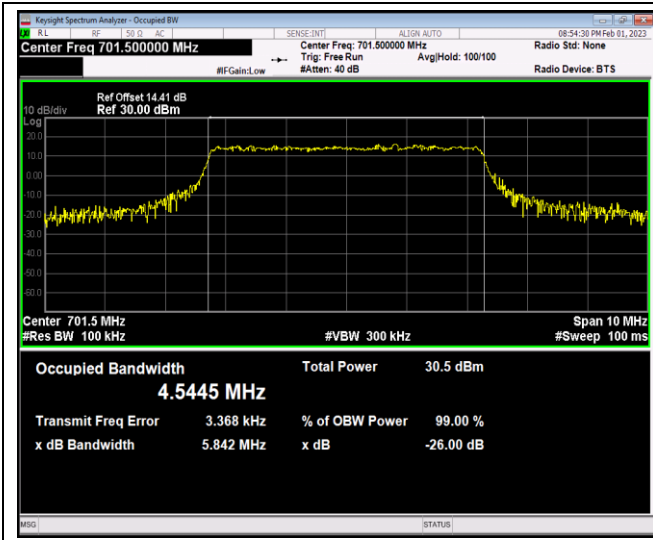 Keysight Spectrum Analyzer - Occupied BW
LXI RL RF 50 Ω AC SENSE:INT ALIGN AUTO 08:54:30 PM Feb 01, 2023
Center Freq 701.500000 MHz Center Freq: 701.500000 MHz Radio Std: None
Trig: Free Run Avg|Hold: 100/100
#IFGain:Low #Atten: 40 dB Radio Device: BTS
Ref Offset 14.41 dB
10 dB/div Ref 30.00 dBm
Log
20.0
10.0
0.00
-10.0
-20.0
-30.0
-40.0
-50.0
-60.0
Center 701.5 MHz Span 10 MHz
#Res BW 100 kHz #VBW 300 kHz #Sweep 100 ms
Occupied Bandwidth Total Power 30.5 dBm
4.5445 MHz
Transmit Freq Error 3.368 kHz % of OBW Power 99.00 %
x dB Bandwidth 5.842 MHz x dB -26.00 dB
MSG STATUS